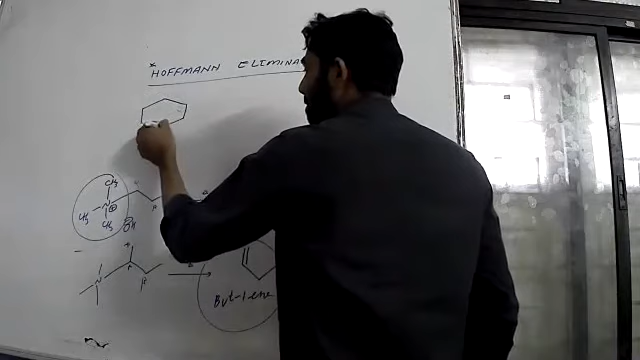 * HOFFMANN ELIMINA
CH3
N ⊕
CH3
CH3 OH
α
β
Δ
N
α
β
Δ
But-1-ene